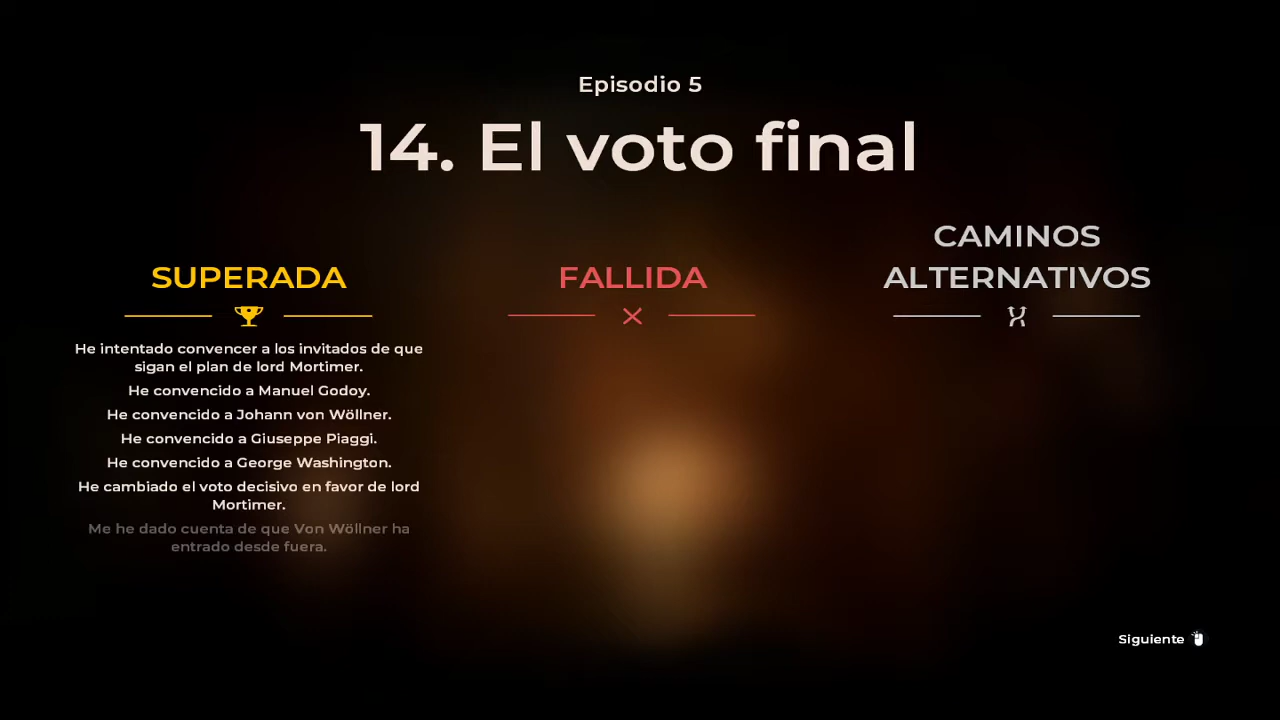 Episodio 5
14. El voto final
SUPERADA
He intentado convencer a los invitados de que
sigan el plan de lord Mortimer.
He convencido a Manuel Godoy.
He convencido a Johann von Wöllner.
He convencido a Giuseppe Piaggi.
He convencido a George Washington.
He cambiado el voto decisivo en favor de lord
Mortimer.
Me he dado cuenta de que Von Wöllner ha
entrado desde fuera.
FALLIDA
CAMINOS
ALTERNATIVOS
Siguiente